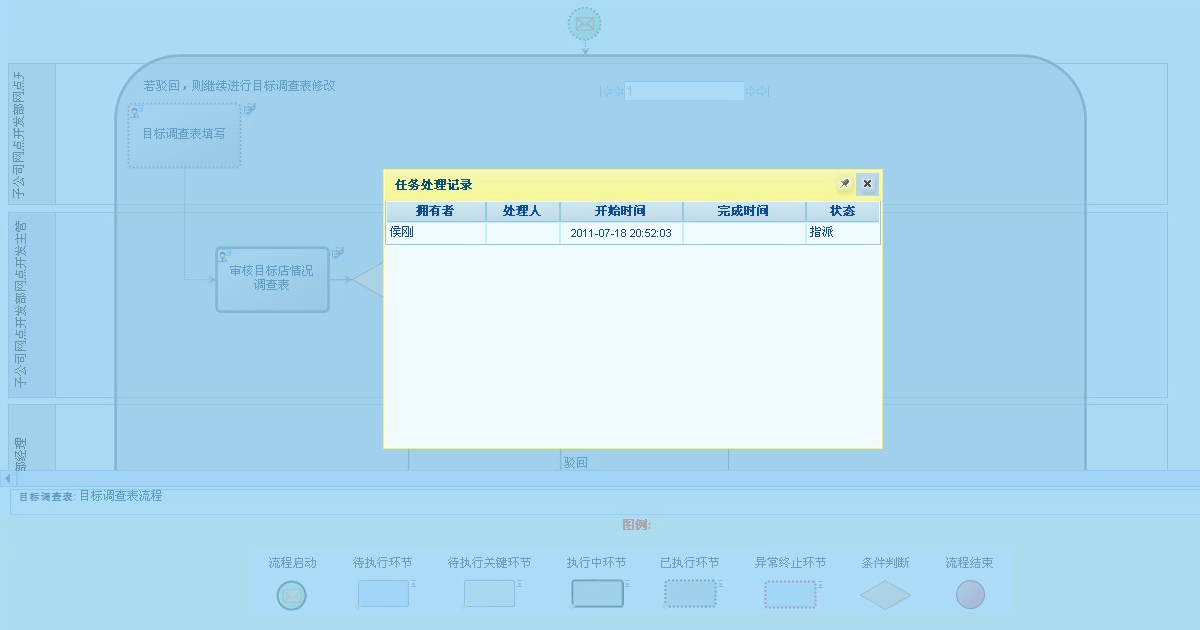 子公司网点开发部网点开
若驳回，则继续进行目标调查表修改
1
目标调查表填写
子公司网点开发部网点开发主管
审核目标店情况
调查表
任务处理记录
拥有者 处理人 开始时间 完成时间 状态
侯刚 2011-07-18 20:52:03 指派
部经理
驳回
目标调查表: 目标调查表流程
图例:
流程启动 待执行环节 待执行关键环节 执行中环节 已执行环节 异常终止环节 条件判断 流程结束